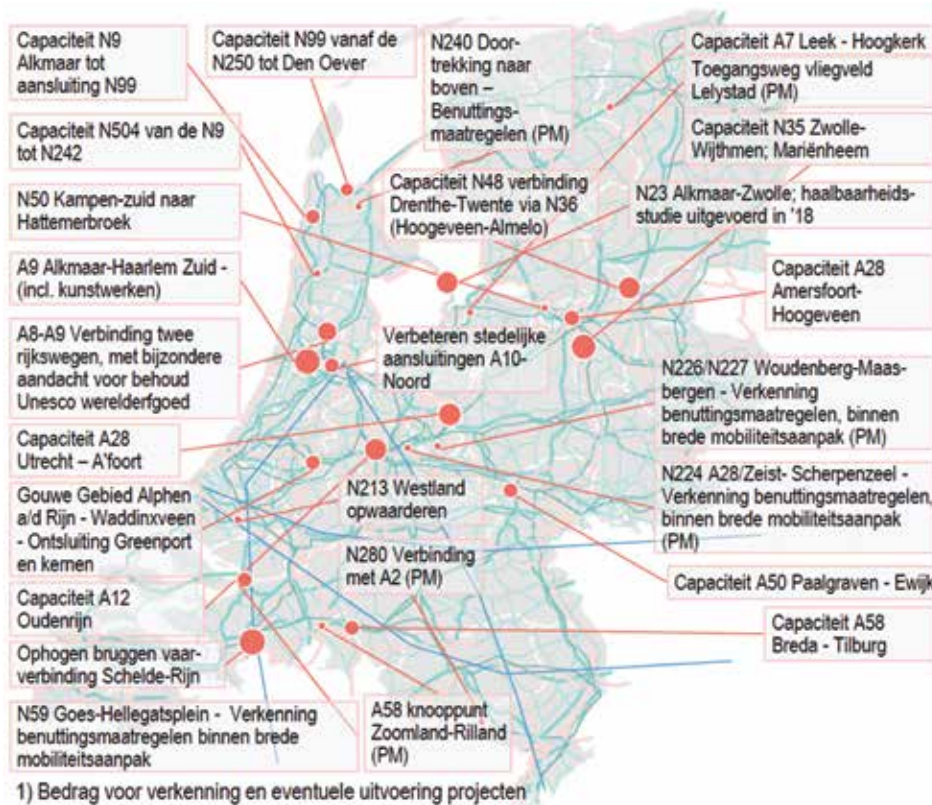 Capaciteit N9
Alkmaar tot
aansluiting N99
Capaciteit N99 vanaf de
N250 tot Den Oever
N240 Door-
trekking naar
boven –
Benuttings-
maatregelen (PM)
Capaciteit A7 Leek - Hoogkerk
Toegangsweg vliegveld
Lelystad (PM)
Capaciteit N504 van de N9
tot N242
Capaciteit N35 Zwolle-
Wijthmen; Mariënheem
N50 Kampen-zuid naar
Hattemerbroek
Capaciteit N48 verbinding
Drenthe-Twente via N36
(Hoogeveen-Almelo)
N23 Alkmaar-Zwolle; haalbaarheids-
studie uitgevoerd in '18
A9 Alkmaar-Haarlem Zuid -
(incl. kunstwerken)
Capaciteit A28
Amersfoort-
Hoogeveen
A8-A9 Verbinding twee
rijkswegen, met bijzondere
aandacht voor behoud
Unesco werelderfgoed
Verbeteren stedelijke
aansluitingen A10-
Noord
N226/N227 Woudenberg-Maas-
bergen - Verkenning
benuttingsmaatregelen, binnen
brede mobiliteitsaanpak (PM)
Capaciteit A28
Utrecht – A'foort
Gouwe Gebied Alphen
a/d Rijn - Waddinxveen
- Ontsluiting Greenport
en kernen
N213 Westland
opwaarderen
N224 A28/Zeist- Scherpenzeel -
Verkenning benuttingsmaatregelen,
binnen brede mobiliteitsaanpak
(PM)
N280 Verbinding
met A2 (PM)
Capaciteit A50 Paalgraven - Ewijk
Capaciteit A12
Oudenrijn
Capaciteit A58
Breda - Tilburg
Ophogen bruggen vaar-
verbinding Schelde-Rijn
N59 Goes-Hellegatsplein - Verkenning
benuttingsmaatregelen binnen brede
mobiliteitsaanpak
A58 knooppunt
Zoomland-Rilland
(PM)
1) Bedrag voor verkenning en eventuele uitvoering projecten